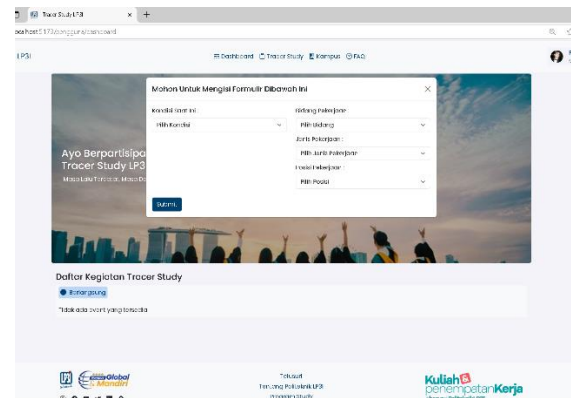 Tracer Study LP3I
LP3I
Dashboard Tracer Study Kampus FAQ
Mohon Untuk Mengisi Formulir Dibawah Ini
Kondisi Saat Ini
Bidang Pekerjaan
Pilih Kondisi
Pilih Bidang
Jenis Pekerjaan :
Pilih Jenis Pekerjaan
Posisi Pekerjaan :
Pilih Posisi
Submit
Ayo Berpartisipa
Tracer Study LP3
Daftar Kegiatan Tracer Study
Berlangsung
Tidak ada event yang tersedia
Global
Mandiri
Telusuri
Tentang Politeknik LP3I
Program Study
Kuliah
penempatanKerja